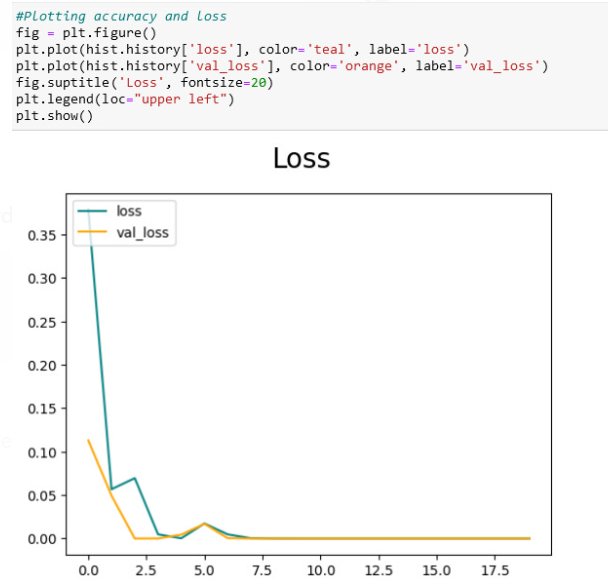 #Plotting accuracy and loss
fig = plt.figure()
plt.plot(hist.history['loss'], color='teal', label='loss')
plt.plot(hist.history['val_loss'], color='orange', label='val_loss')
fig.suptitle('Loss', fontsize=20)
plt.legend(loc="upper left")
plt.show()
Loss
loss
val_loss
0.35
0.30
0.25
0.20
0.15
0.10
0.05
0.00
0.0 2.5 5.0 7.5 10.0 12.5 15.0 17.5